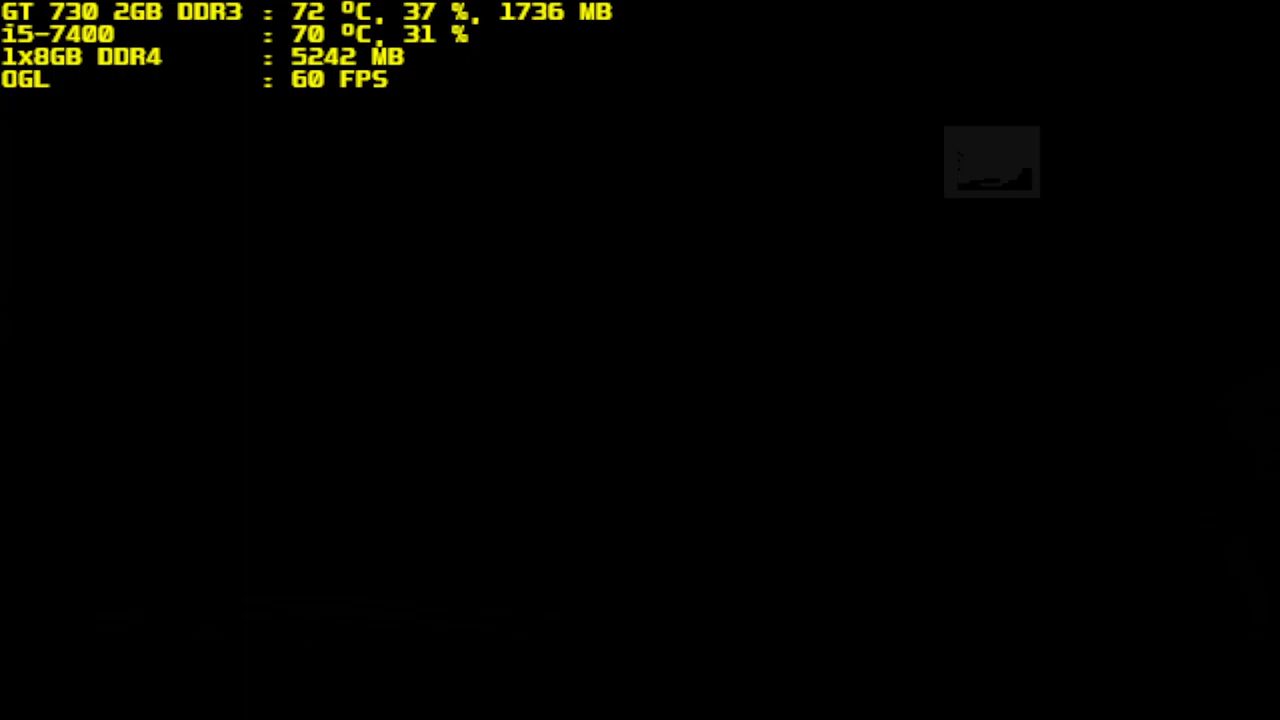 GT 730 2GB DDR3 : 72 ºC, 37 %, 1736 MB
i5-7400 : 70 ºC, 31 %
1x8GB DDR4 : 5242 MB
OGL : 60 FPS